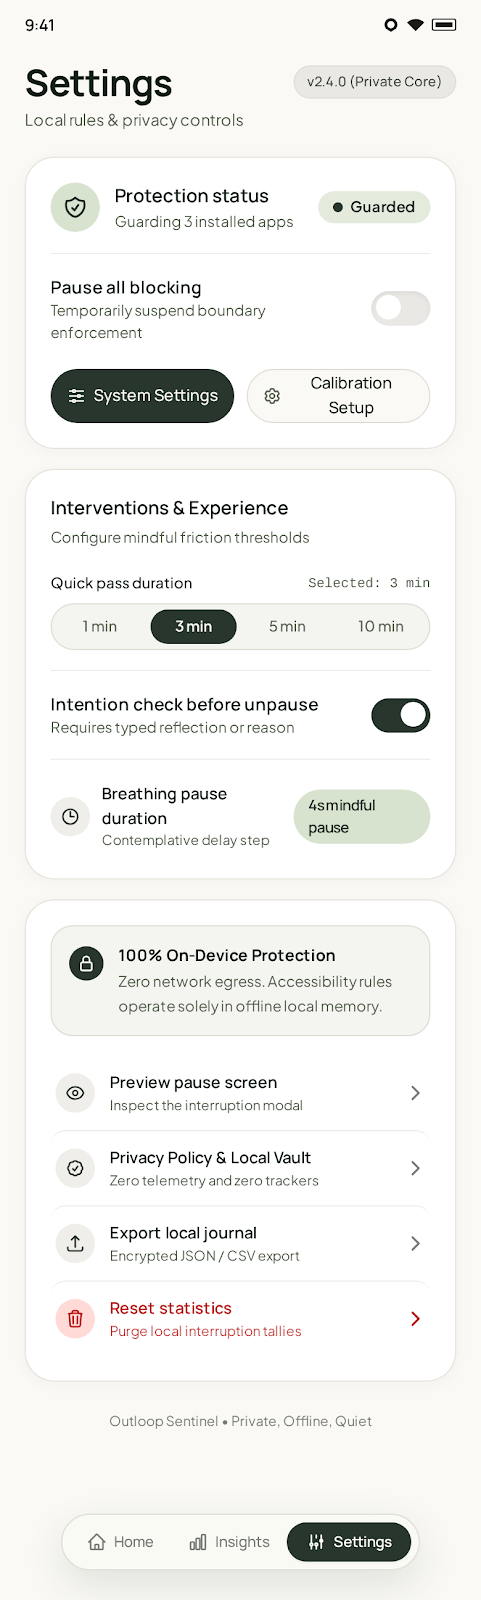 9:41
Settings
v2.4.0 (Private Core)
Local rules & privacy controls
Protection status
Guarding 3 installed apps
Guarded
Pause all blocking
Temporarily suspend boundary
enforcement
System Settings
Calibration
Setup
Interventions & Experience
Configure mindful friction thresholds
Quick pass duration
Selected: 3 min
1 min
3 min
5 min
10 min
Intention check before unpause
Requires typed reflection or reason
Breathing pause
duration
Contemplative delay step
4s mindful
pause
100% On-Device Protection
Zero network egress. Accessibility rules
operate solely in offline local memory.
Preview pause screen
Inspect the interruption modal
Privacy Policy & Local Vault
Zero telemetry and zero trackers
Export local journal
Encrypted JSON / CSV export
Reset statistics
Purge local interruption tallies
Outloop Sentinel • Private, Offline, Quiet
Home
Insights
Settings